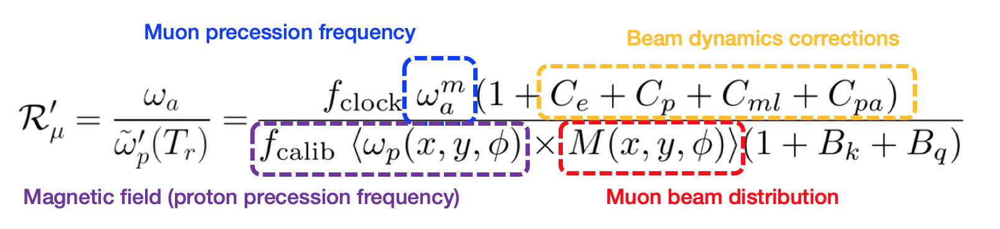 Muon precession frequency
Beam dynamics corrections
ℛ′_μ = ω_a / ω̃′_p(T_r) = f_clock ω_a^m (1 + C_e + C_p + C_ml + C_pa) / f_calib ⟨ω_p(x, y, ϕ) × M(x, y, ϕ)⟩(1 + B_k + B_q)
Magnetic field (proton precession frequency)
Muon beam distribution